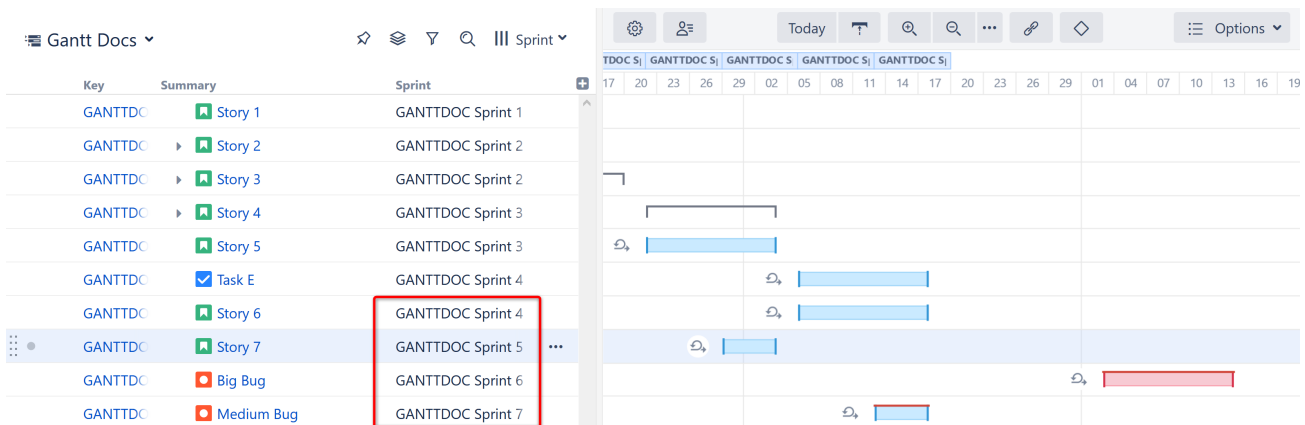 Gantt Docs
Sprint
Today
Options
TDOC S GANTTDOC S GANTTDOC S GANTTDOC S GANTTDOC S
Key Summary Sprint
17 20 23 26 29 02 05 08 11 14 17 20 23 26 29 01 04 07 10 13 16 19
GANTTDC Story 1 GANTTDOC Sprint 1
GANTTDC Story 2 GANTTDOC Sprint 2
GANTTDC Story 3 GANTTDOC Sprint 2
GANTTDC Story 4 GANTTDOC Sprint 3
GANTTDC Story 5 GANTTDOC Sprint 3
GANTTDC Task E GANTTDOC Sprint 4
GANTTDC Story 6 GANTTDOC Sprint 4
GANTTDC Story 7 GANTTDOC Sprint 5
GANTTDC Big Bug GANTTDOC Sprint 6
GANTTDC Medium Bug GANTTDOC Sprint 7